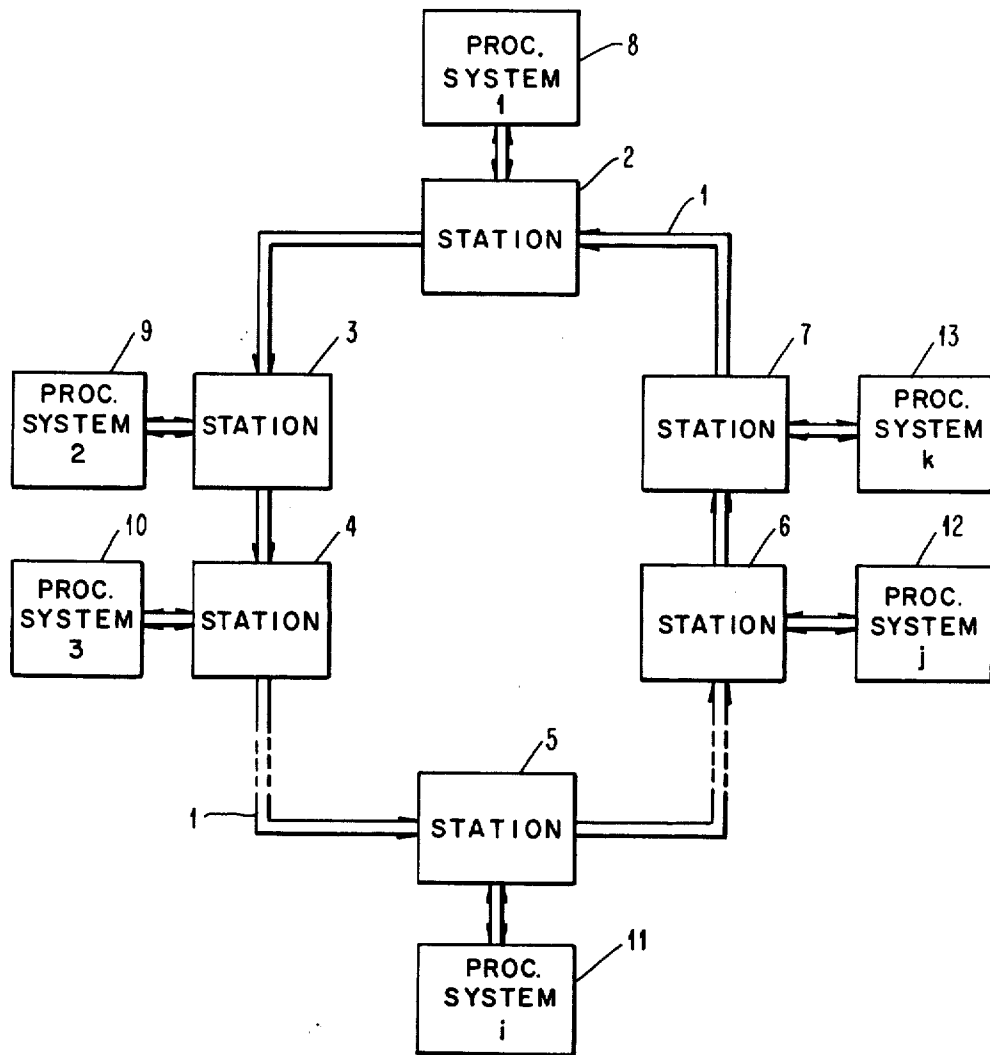 PROC.
SYSTEM
1
8
2
STATION
1
9
3
7
13
PROC.
SYSTEM
2
STATION
STATION
PROC.
SYSTEM
k
10
4
6
12
PROC.
SYSTEM
3
STATION
STATION
PROC.
SYSTEM
j
5
1
STATION
11
PROC.
SYSTEM
i